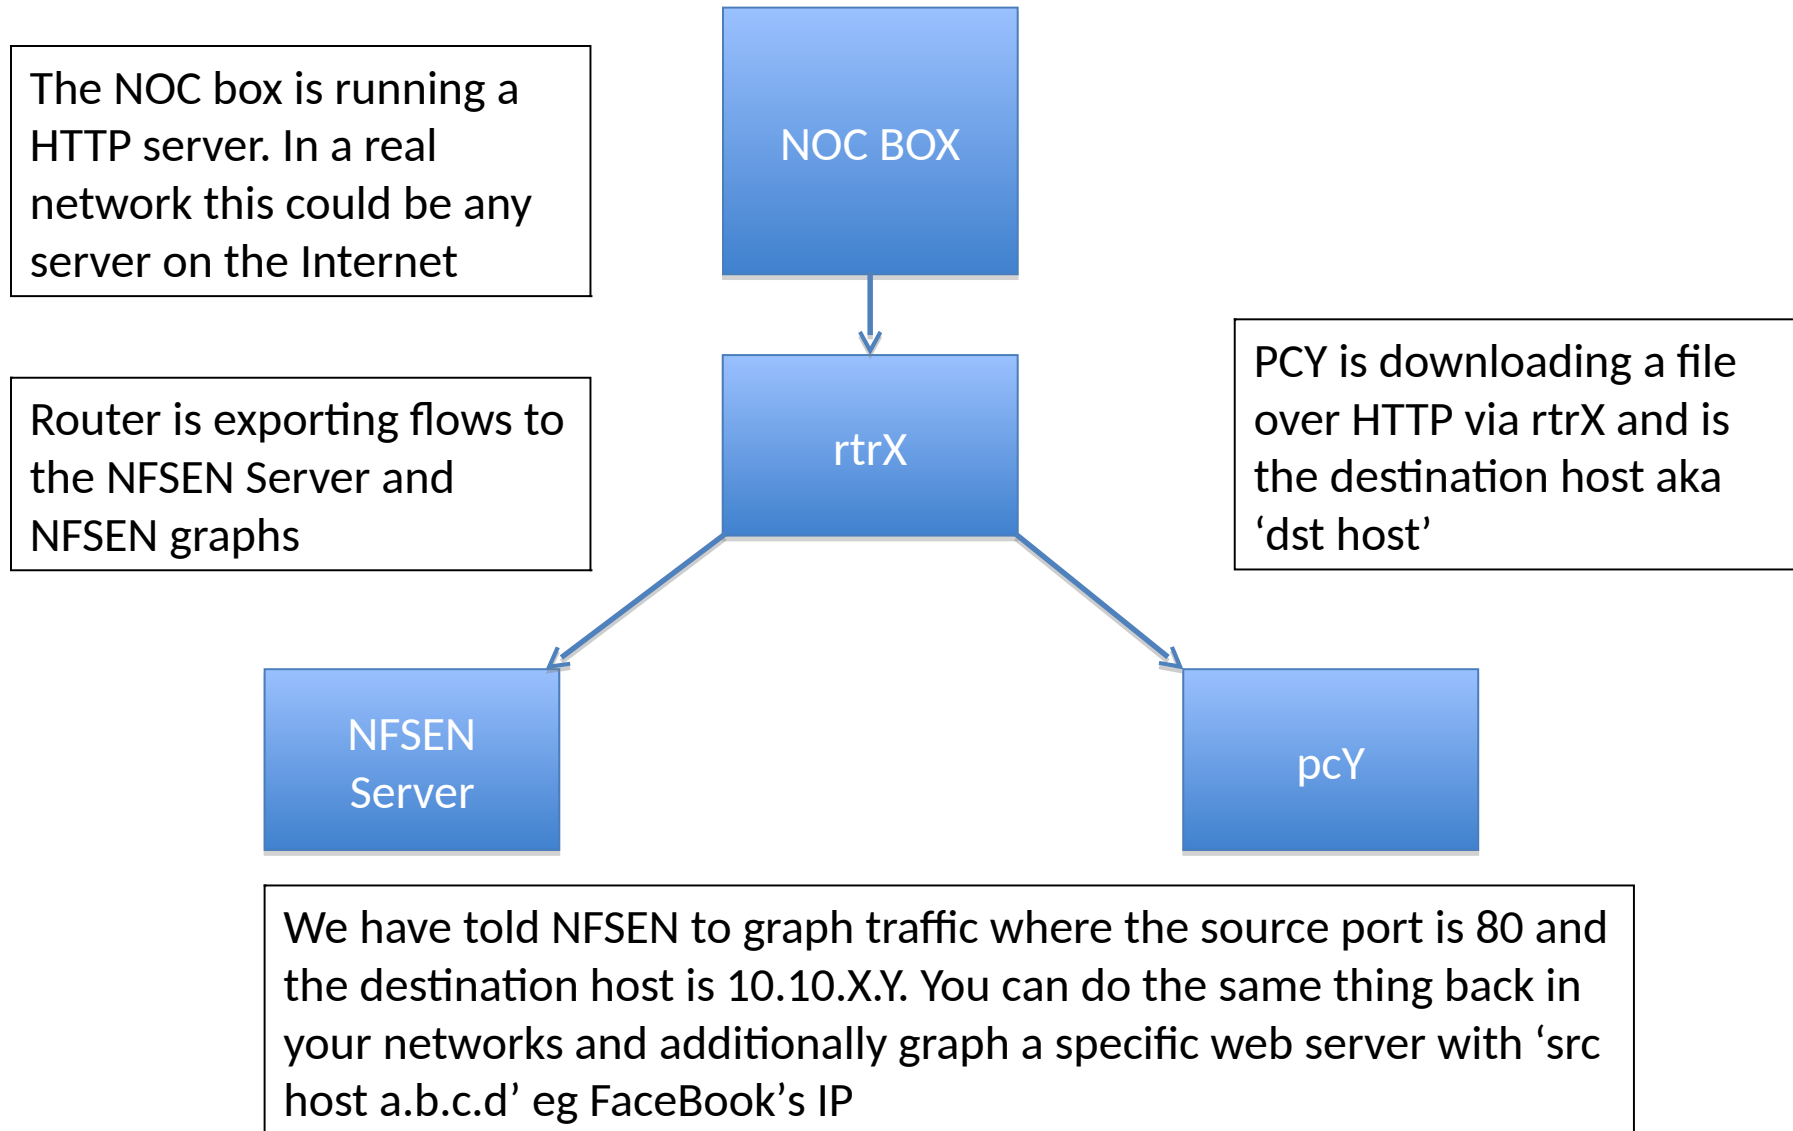 The NOC box is running a
HTTP server. In a real
network this could be any
server on the Internet
NOC BOX
Router is exporting flows to
the NFSEN Server and
NFSEN graphs
rtrX
PCY is downloading a file
over HTTP via rtrX and is
the destination host aka
‘dst host’
NFSEN
Server
pcY
We have told NFSEN to graph traffic where the source port is 80 and
the destination host is 10.10.X.Y. You can do the same thing back in
your networks and additionally graph a specific web server with ‘src
host a.b.c.d’ eg FaceBook’s IP